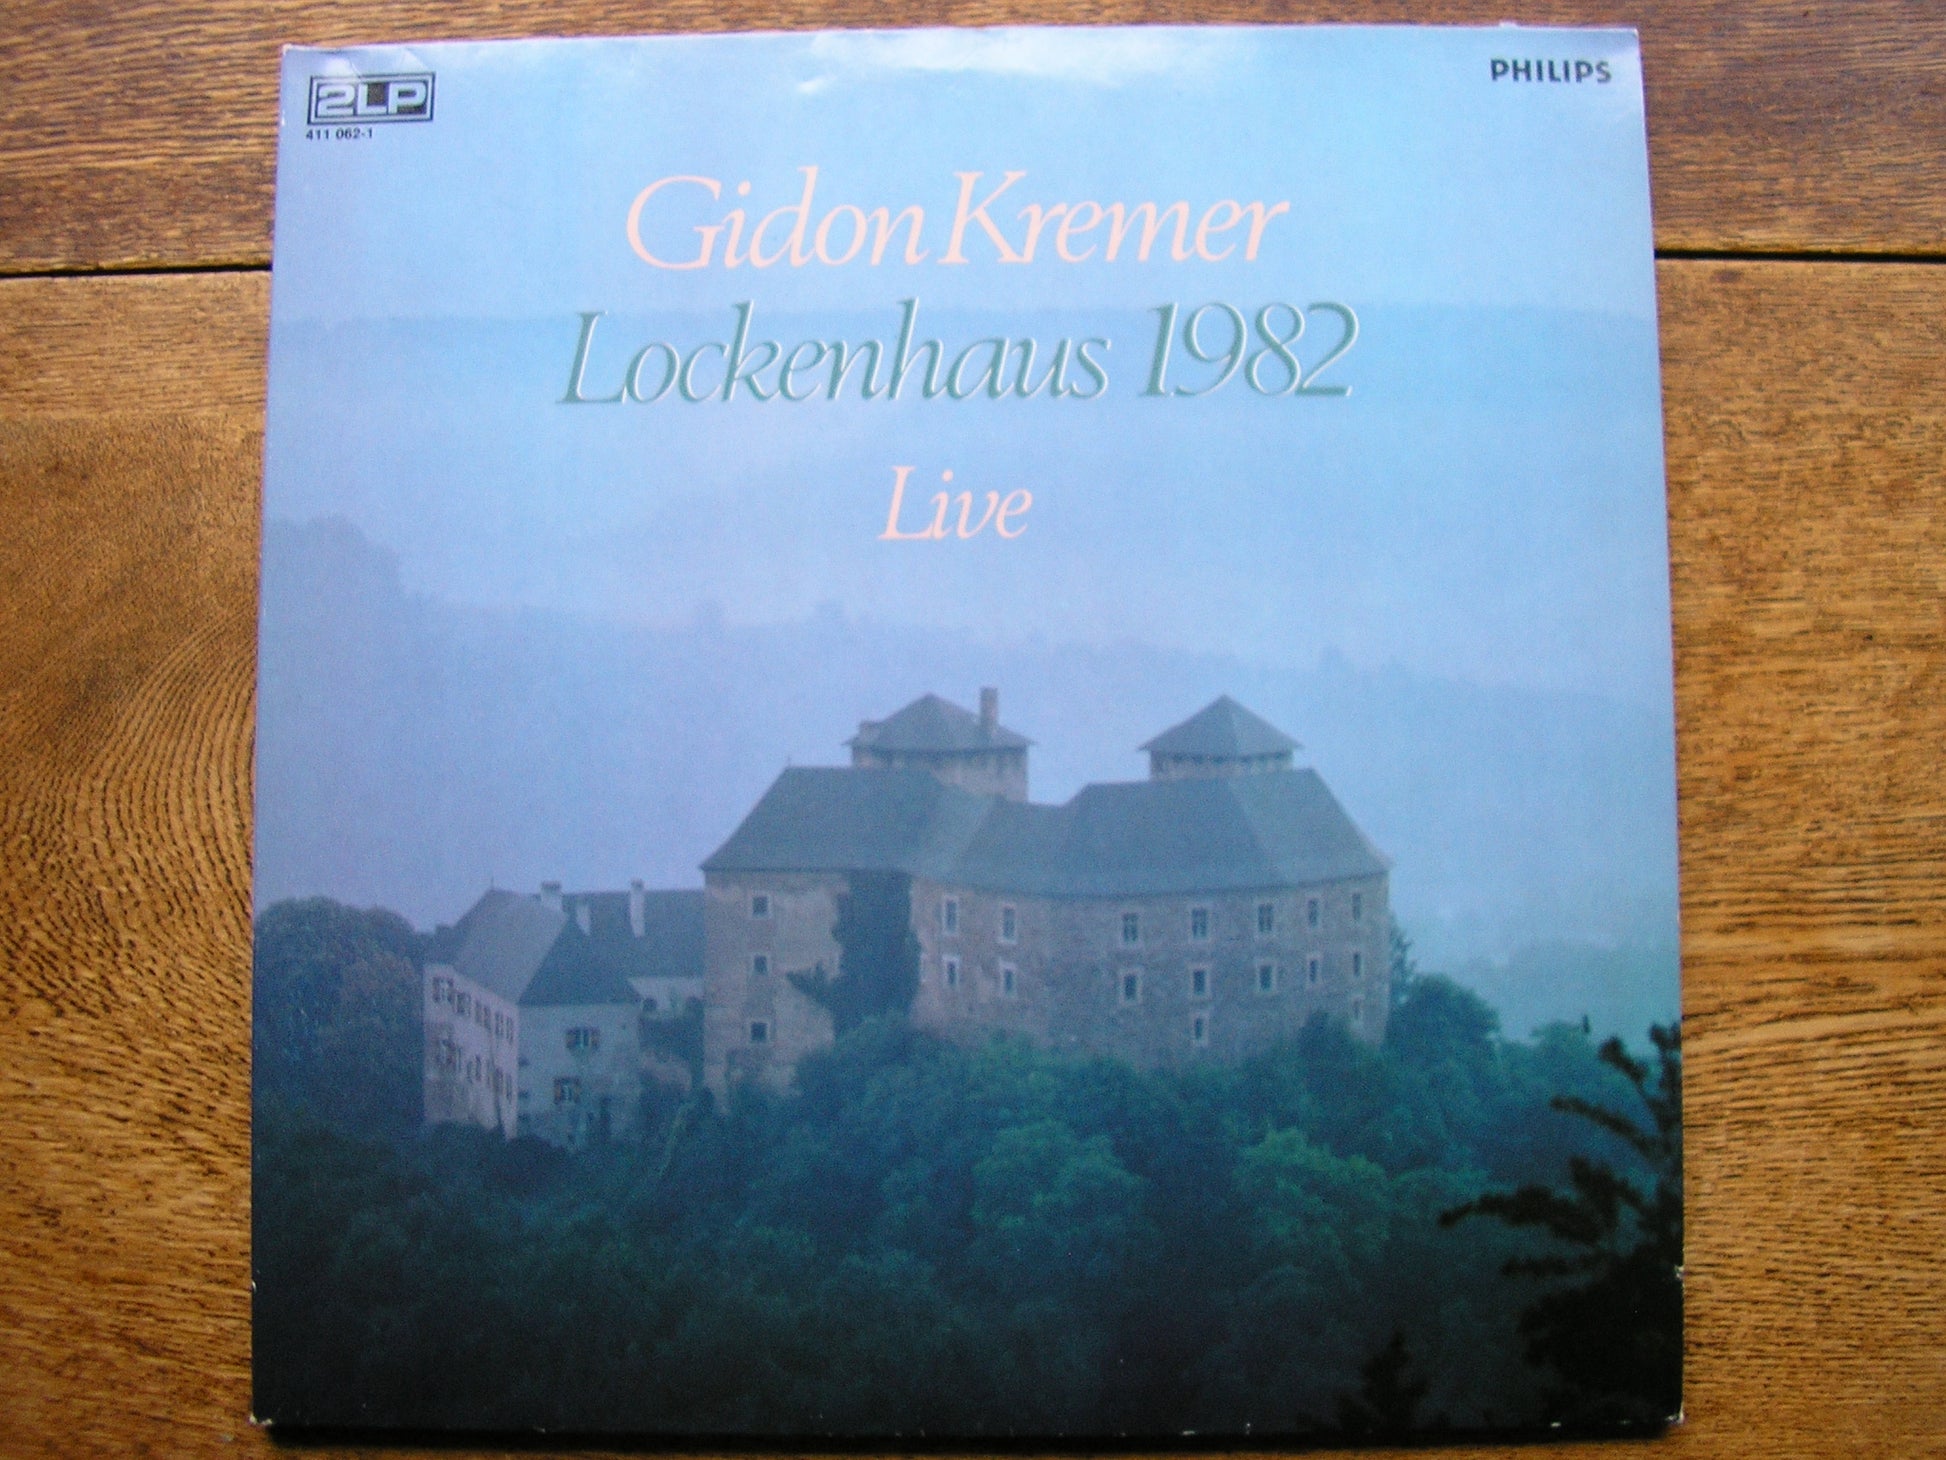 2LP
411 062-1
PHILIPS
Gidon Kremer
Lockenhaus 1982
Live